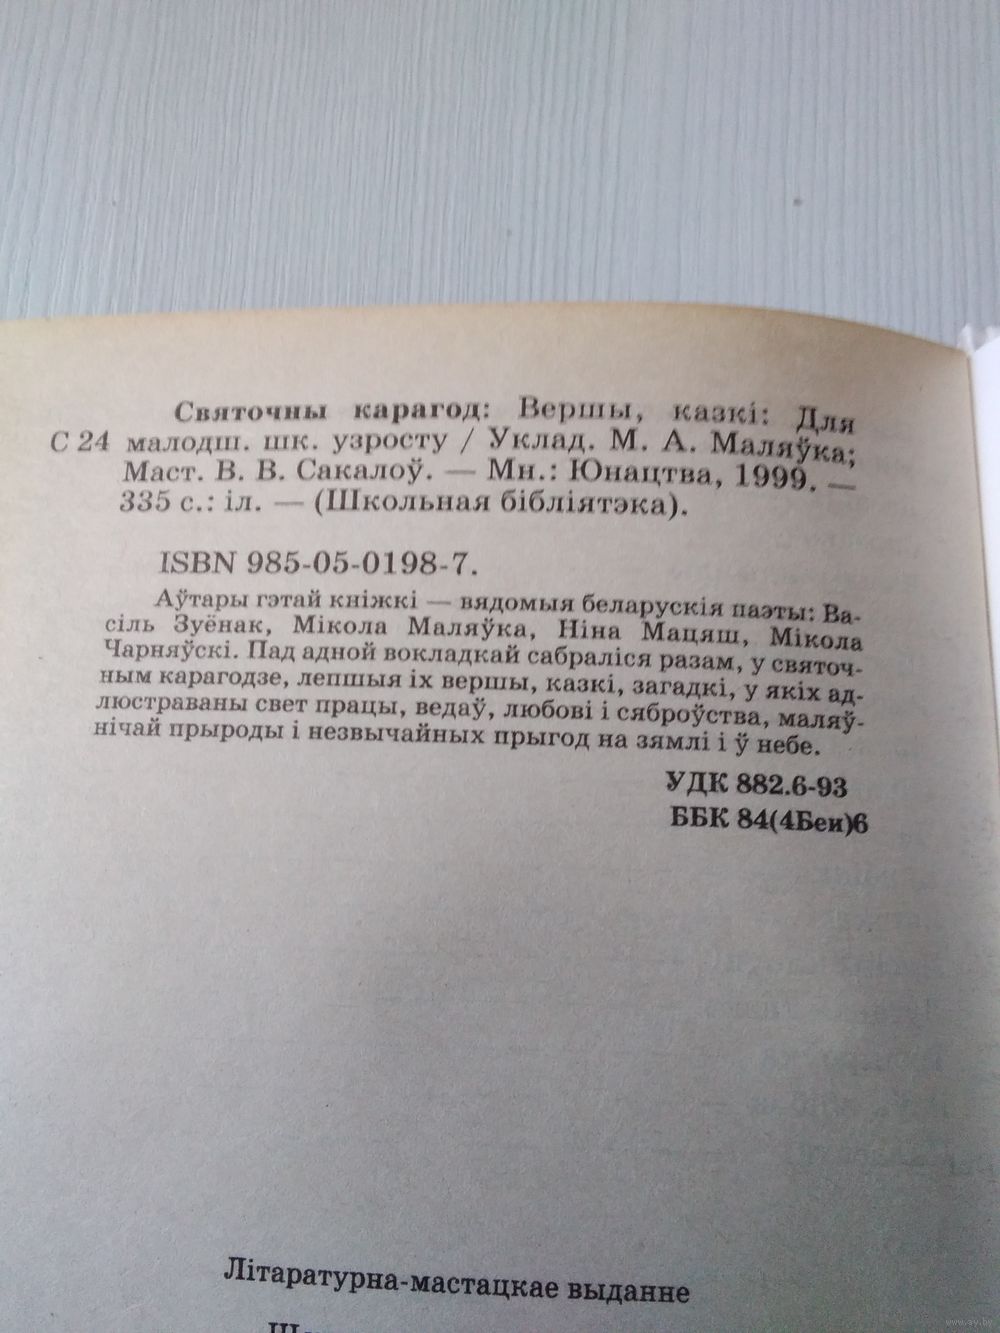 Святочны карагод: Вершы, казкі: Для
С 24 малодш. шк. узросту / Уклад. М. А. Маляўка;
Маст. В. В. Сакалоў. — Мн.: Юнацтва, 1999. —
335 с.: іл. — (Школьная бібліятэка).
ISBN 985-05-0198-7.
Аўтары гэтай кніжкі — вядомыя беларускія паэты: Ва-
сіль Зуёнак, Мікола Маляўка, Ніна Мацяш, Мікола
Чарняўскі. Пад адной вокладкай сабраліся разам, у святоч-
ным карагодзе, лепшыя іх вершы, казкі, загадкі, у якіх ад-
люстраваны свет працы, ведаў, любові і сяброўства, маляў-
нічай прыроды і незвычайных прыгод на зямлі і ў небе.
УДК 882.6-93
ББК 84(4Беи)6
Літаратурна-мастацкае выданне
www.ay.by